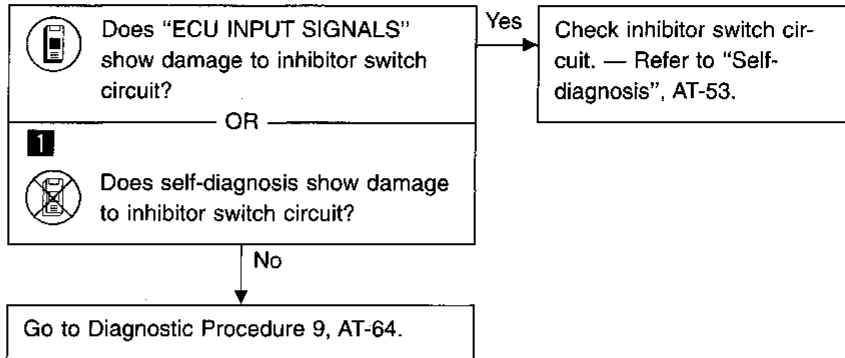 Does “ECU INPUT SIGNALS”
show damage to inhibitor switch
circuit?
OR
1
Does self-diagnosis show damage
to inhibitor switch circuit?
Yes
Check inhibitor switch cir-
cuit. — Refer to “Self-
diagnosis”, AT-53.
No
Go to Diagnostic Procedure 9, AT-64.